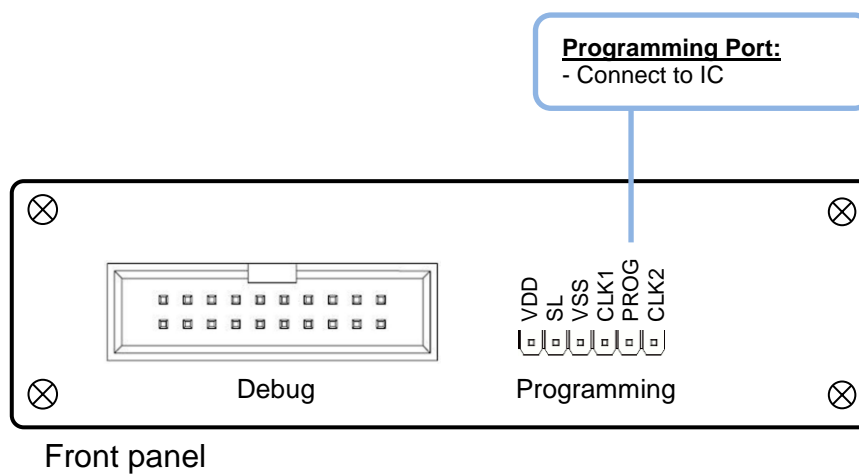 Programming Port:
- Connect to IC
VDD
SL
VSS
CLK1
PROG
CLK2
Debug
Programming
Front panel